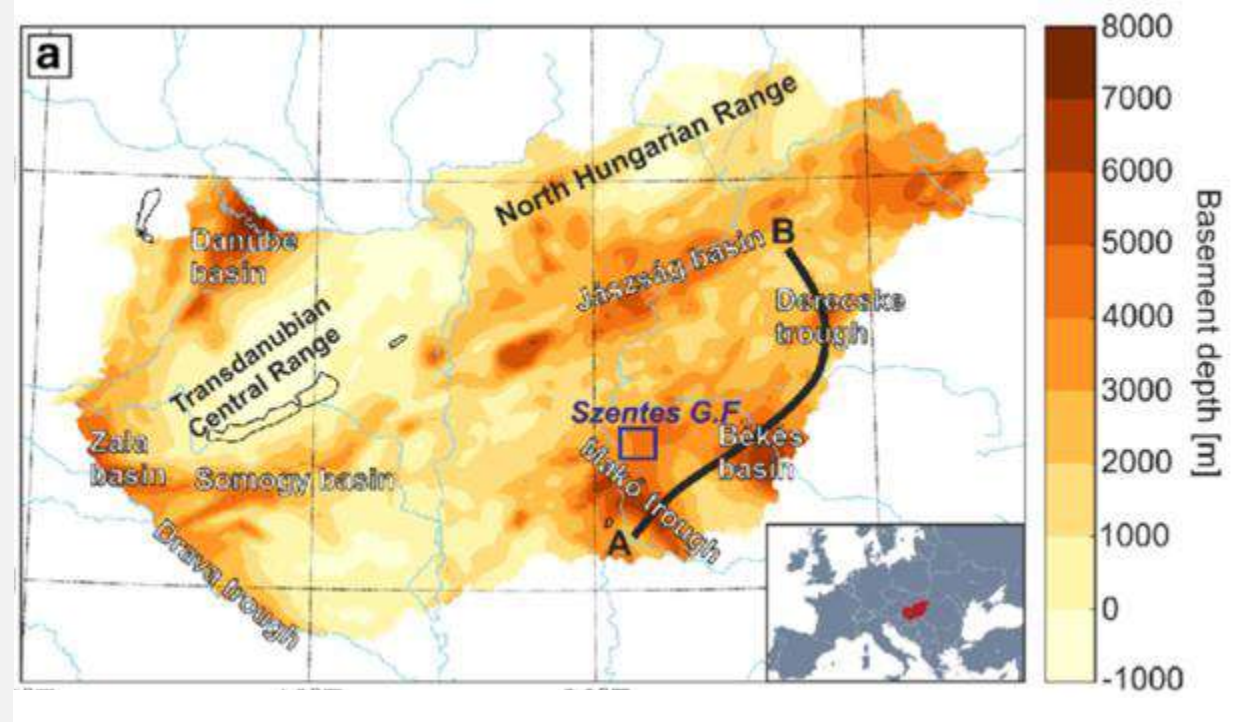 a
8000
7000
6000
5000
4000
3000
2000
1000
0
-1000
Basement depth [m]
North Hungarian Range
Danube
basin
Jászság basin
B
Derecske
trough
Transdanubian
Central Range
Szentes G.F.
Békés
basin
Zala
basin
Somogy basin
Makó trough
A
Drava trough